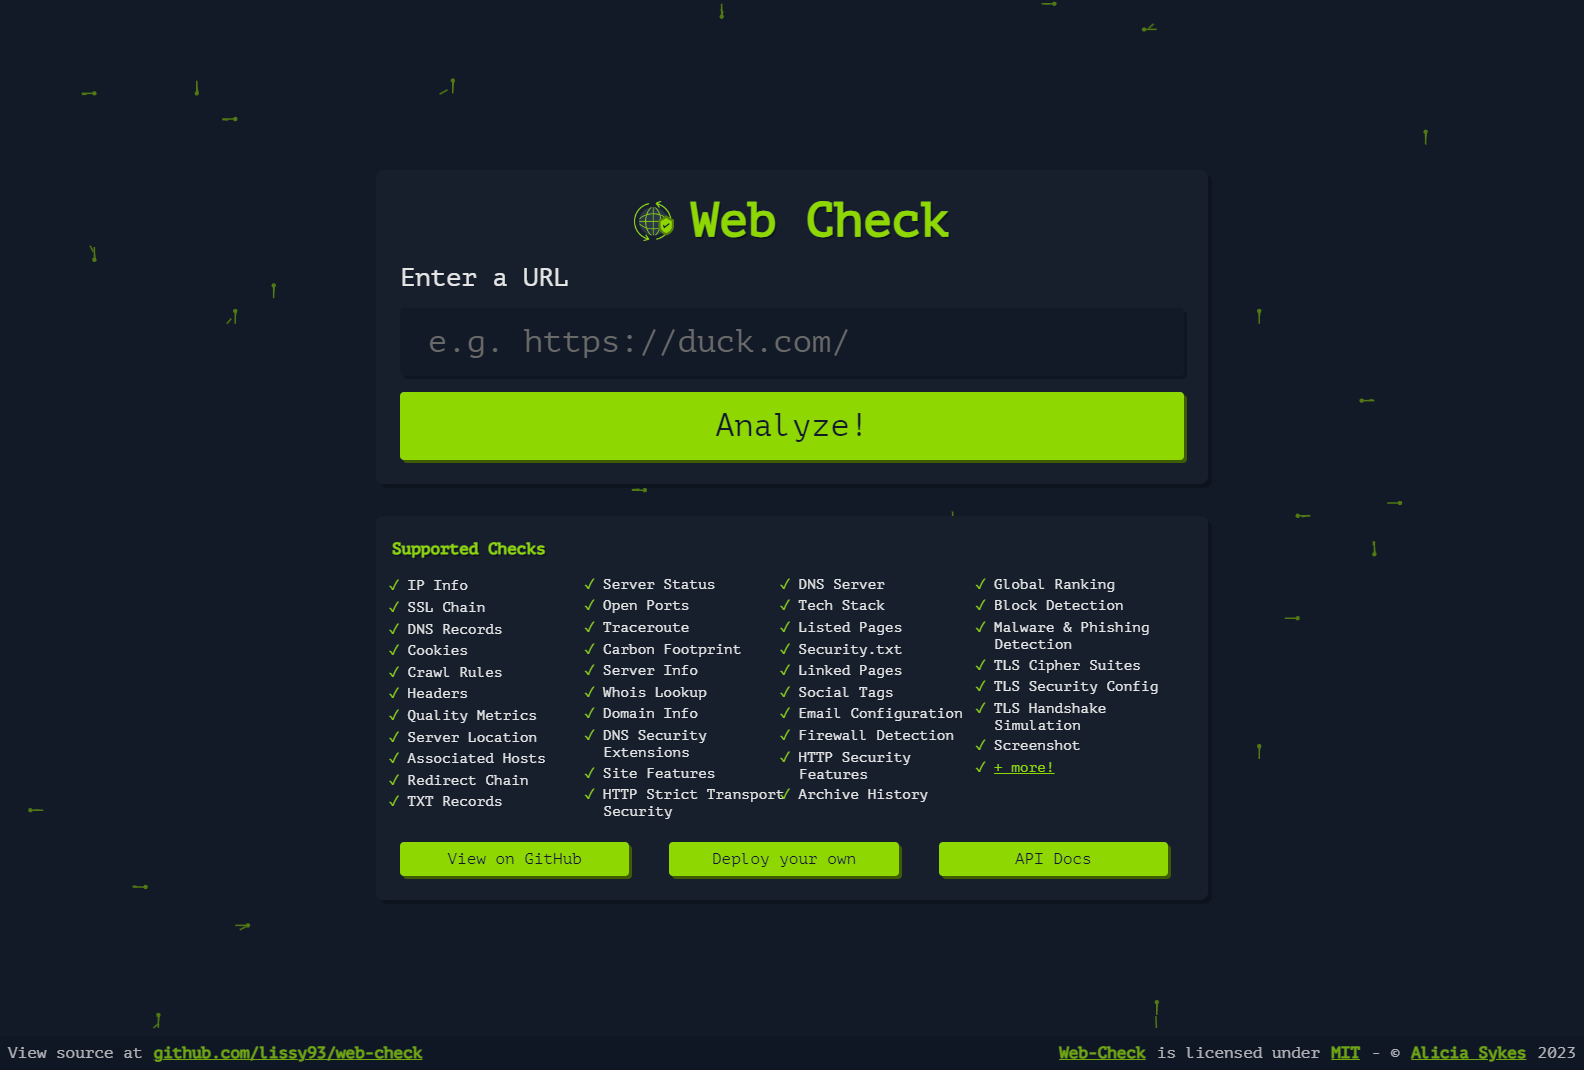 Web Check
Enter a URL
e.g. https://duck.com/
Analyze!
Supported Checks
✓ IP Info
✓ SSL Chain
✓ DNS Records
✓ Cookies
✓ Crawl Rules
✓ Headers
✓ Quality Metrics
✓ Server Location
✓ Associated Hosts
✓ Redirect Chain
✓ TXT Records
✓ Server Status
✓ Open Ports
✓ Traceroute
✓ Carbon Footprint
✓ Server Info
✓ Whois Lookup
✓ Domain Info
✓ DNS Security
Extensions
✓ Site Features
✓ HTTP Strict Transport
Security
✓ DNS Server
✓ Tech Stack
✓ Listed Pages
✓ Security.txt
✓ Linked Pages
✓ Social Tags
✓ Email Configuration
✓ Firewall Detection
✓ HTTP Security
Features
✓ Archive History
✓ Global Ranking
✓ Block Detection
✓ Malware & Phishing
Detection
✓ TLS Cipher Suites
✓ TLS Security Config
✓ TLS Handshake
Simulation
✓ Screenshot
✓ + more!
View on GitHub
Deploy your own
API Docs
View source at github.com/lissy93/web-check
Web-Check is licensed under MIT - © Alicia Sykes 2023